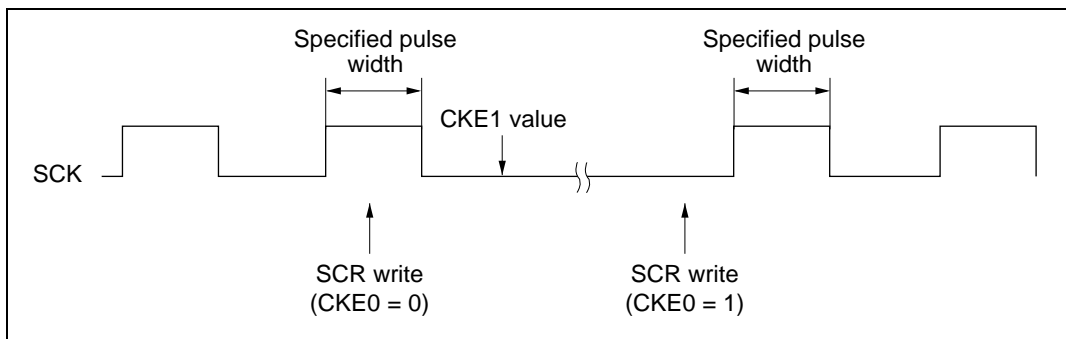 Specified pulse
width
Specified pulse
width
CKE1 value
SCK
SCR write
(CKE0 = 0)
SCR write
(CKE0 = 1)